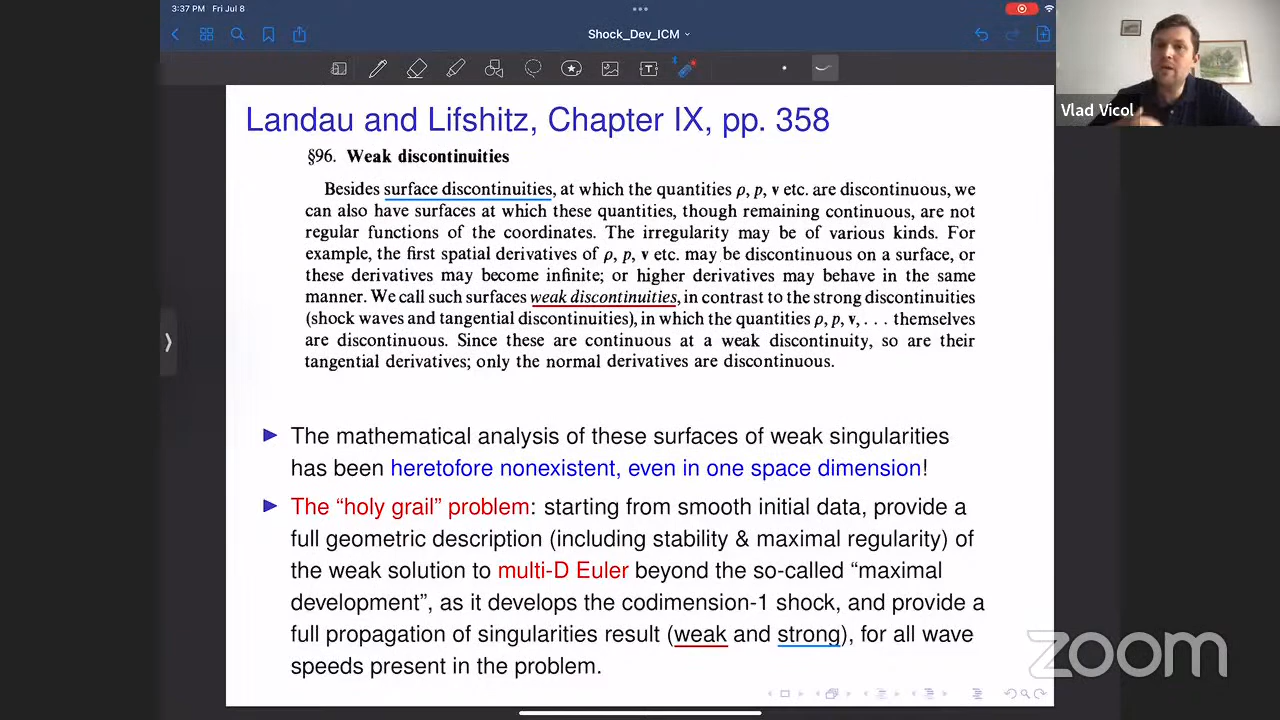 3:37 PM Fri Jul 8
Shock_Dev_ICM
Vlad Vicol
Landau and Lifshitz, Chapter IX, pp. 358
§96. Weak discontinuities
Besides surface discontinuities, at which the quantities ρ, p, v etc. are discontinuous, we
can also have surfaces at which these quantities, though remaining continuous, are not
regular functions of the coordinates. The irregularity may be of various kinds. For
example, the first spatial derivatives of ρ, p, v etc. may be discontinuous on a surface, or
these derivatives may become infinite; or higher derivatives may behave in the same
manner. We call such surfaces weak discontinuities, in contrast to the strong discontinuities
(shock waves and tangential discontinuities), in which the quantities ρ, p, v, . . . themselves
are discontinuous. Since these are continuous at a weak discontinuity, so are their
tangential derivatives; only the normal derivatives are discontinuous.
The mathematical analysis of these surfaces of weak singularities
has been heretofore nonexistent, even in one space dimension!
The “holy grail” problem: starting from smooth initial data, provide a
full geometric description (including stability & maximal regularity) of
the weak solution to multi-D Euler beyond the so-called “maximal
development”, as it develops the codimension-1 shock, and provide a
full propagation of singularities result (weak and strong), for all wave
speeds present in the problem.
zoom